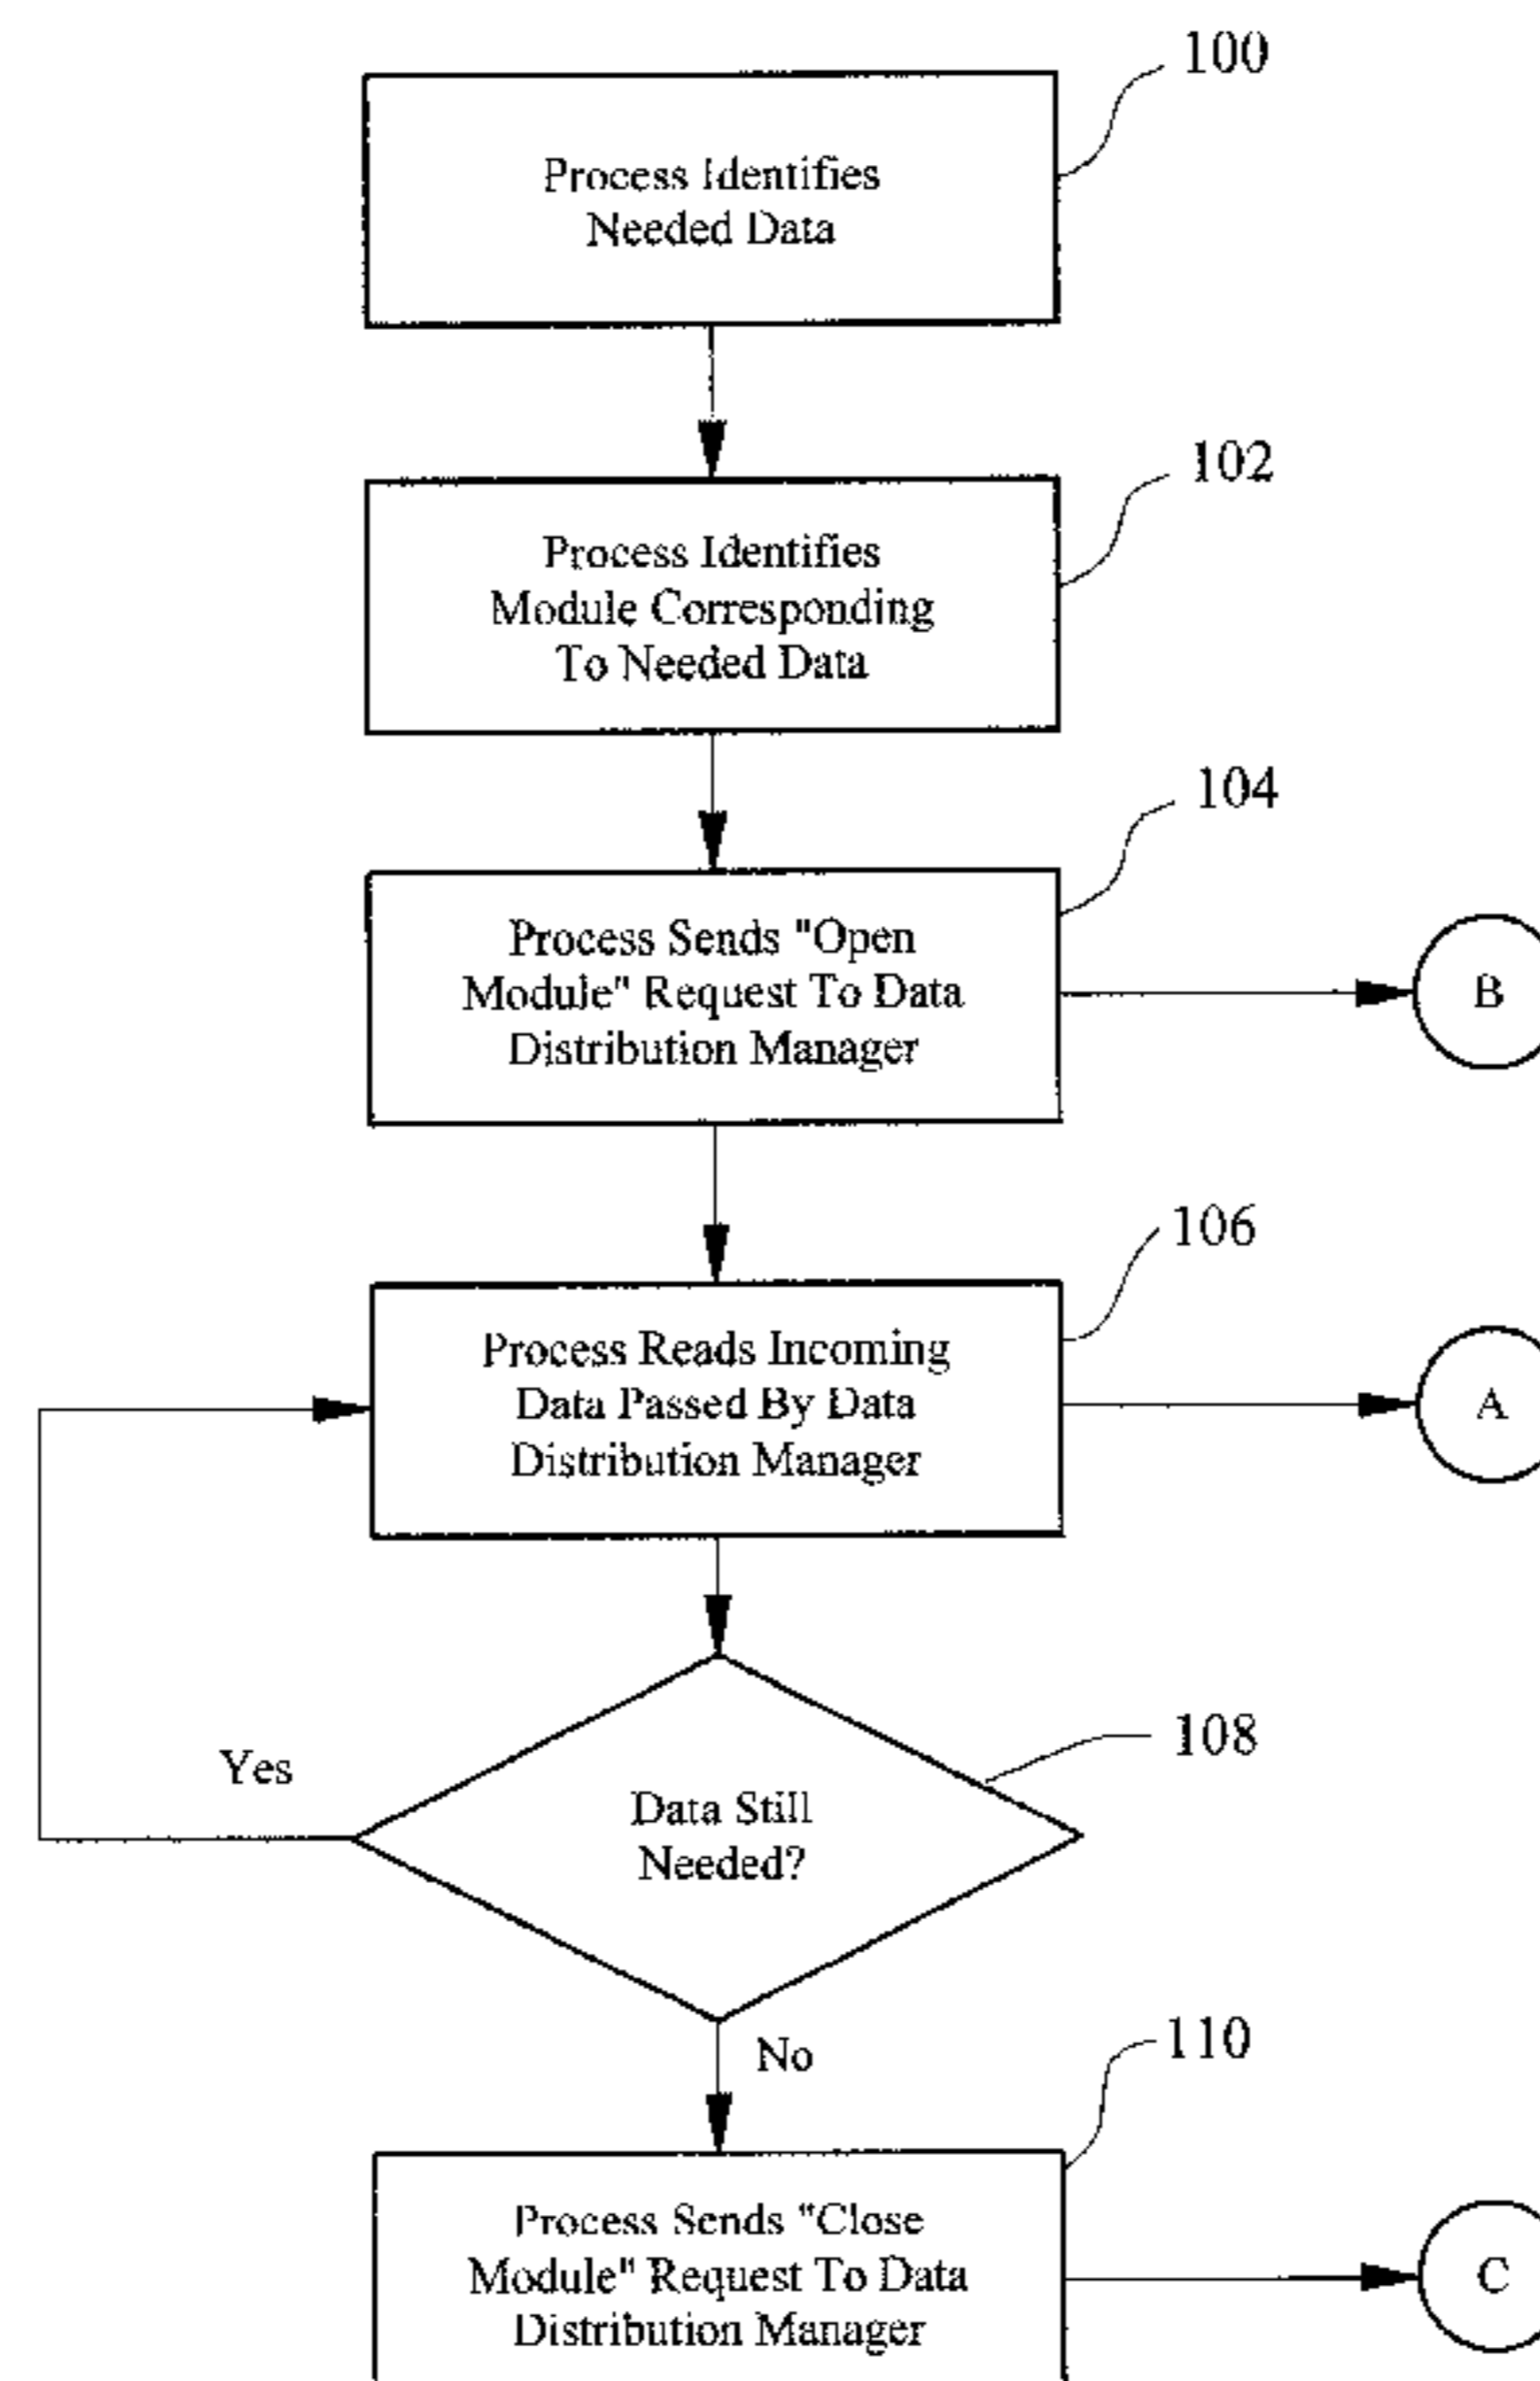 100
Process Identifies
Needed Data
102
Process Identifies
Module Corresponding
To Needed Data
104
Process Sends "Open
Module" Request To Data
Distribution Manager
B
106
Process Reads Incoming
Data Passed By Data
Distribution Manager
A
108
Yes
Data Still
Needed?
No
110
Process Sends "Close
Module" Request To Data
Distribution Manager
C